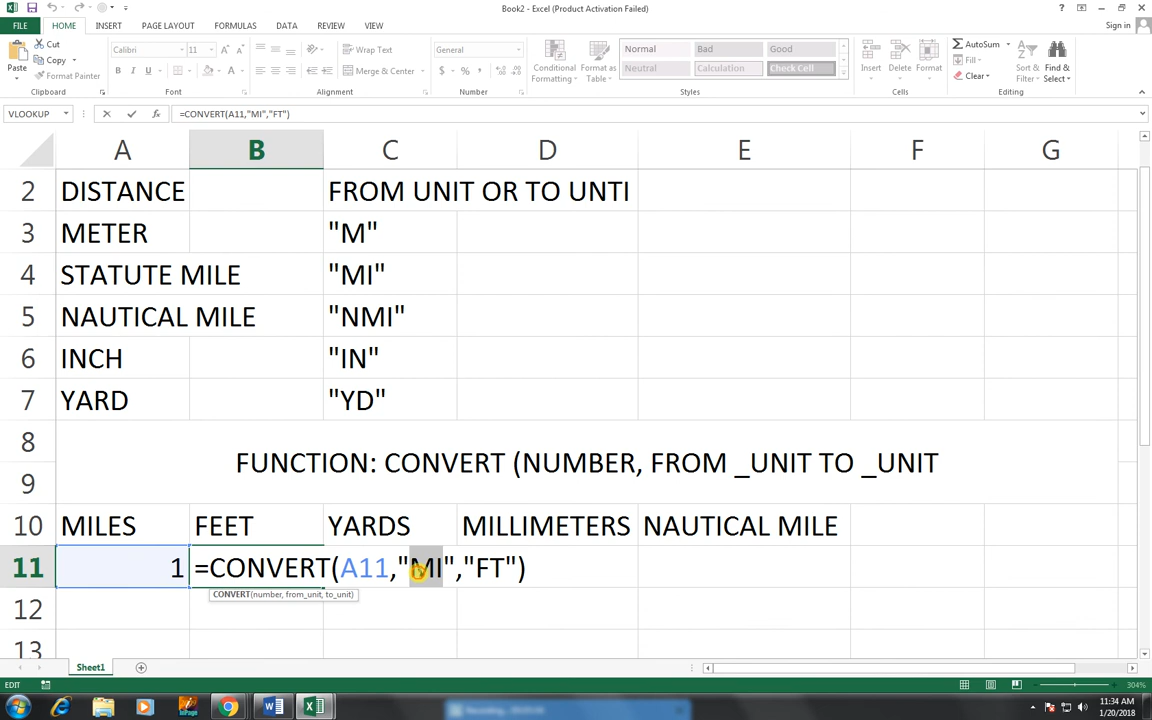 Book2 - Excel (Product Activation Failed)
Sign in
FILE HOME INSERT PAGE LAYOUT FORMULAS DATA REVIEW VIEW
Paste Cut Copy Format Painter
Clipboard
Calibri 11
B I U A A A
Font
Wrap Text
Merge & Center
Alignment
General
$ % ,
Number
Conditional Formatting Format as Table
Normal Bad Good
Neutral Calculation Check Cell
Styles
Insert Delete Format
Cells
AutoSum
Fill
Clear
Sort & Filter Find & Select
Editing
VLOOKUP fx =CONVERT(A11,"MI","FT")
A B C D E F G
2 DISTANCE FROM UNIT OR TO UNTI
3 METER "M"
4 STATUTE MILE "MI"
5 NAUTICAL MILE "NMI"
6 INCH "IN"
7 YARD "YD"
8
FUNCTION: CONVERT (NUMBER, FROM _UNIT TO _UNIT
9
10 MILES FEET YARDS MILLIMETERS NAUTICAL MILE
11 1 =CONVERT(A11,"MI","FT")
CONVERT(number, from_unit, to_unit)
12
13
Sheet1
EDIT
304%
11:34 AM
1/20/2018